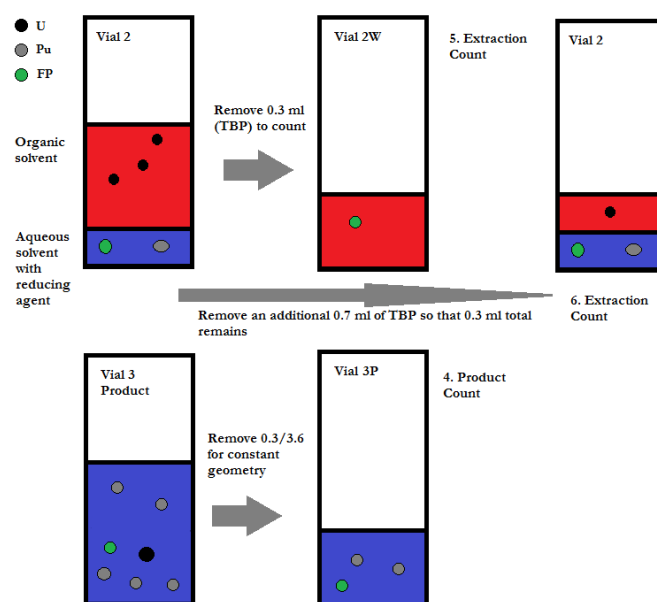 U
Pu
FP
Vial 2
Organic
solvent
Aqueous
solvent
with
reducing
agent
Remove 0.3 ml
(TBP) to count
Vial 2W
5. Extraction
Count
Vial 2
Remove an additional 0.7 ml of TBP so that 0.3 ml total
remains
6. Extraction
Count
Vial 3
Product
Remove 0.3/3.6
for constant
geometry
Vial 3P
4. Product
Count